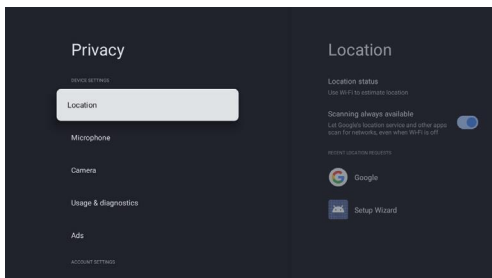 Privacy
DEVICE SETTINGS
Location
Microphone
Camera
Usage & diagnostics
Ads
ACCOUNT SETTINGS
Location
Location status
Use Wi-Fi to estimate location
Scanning always available
Let Google's location service and other apps
scan for networks, even when Wi-Fi is off
RECENT LOCATION REQUESTS
Google
Setup Wizard